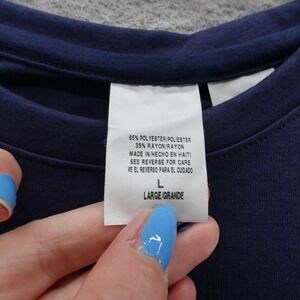 65% POLYESTER/POLIESTER
35% RAYON/RAYON
MADE IN/HECHO EN HAITI
SEE REVERSE FOR CARE
VE EL REVERSO PARA EL CUIDADO
L
LARGE/GRANDE